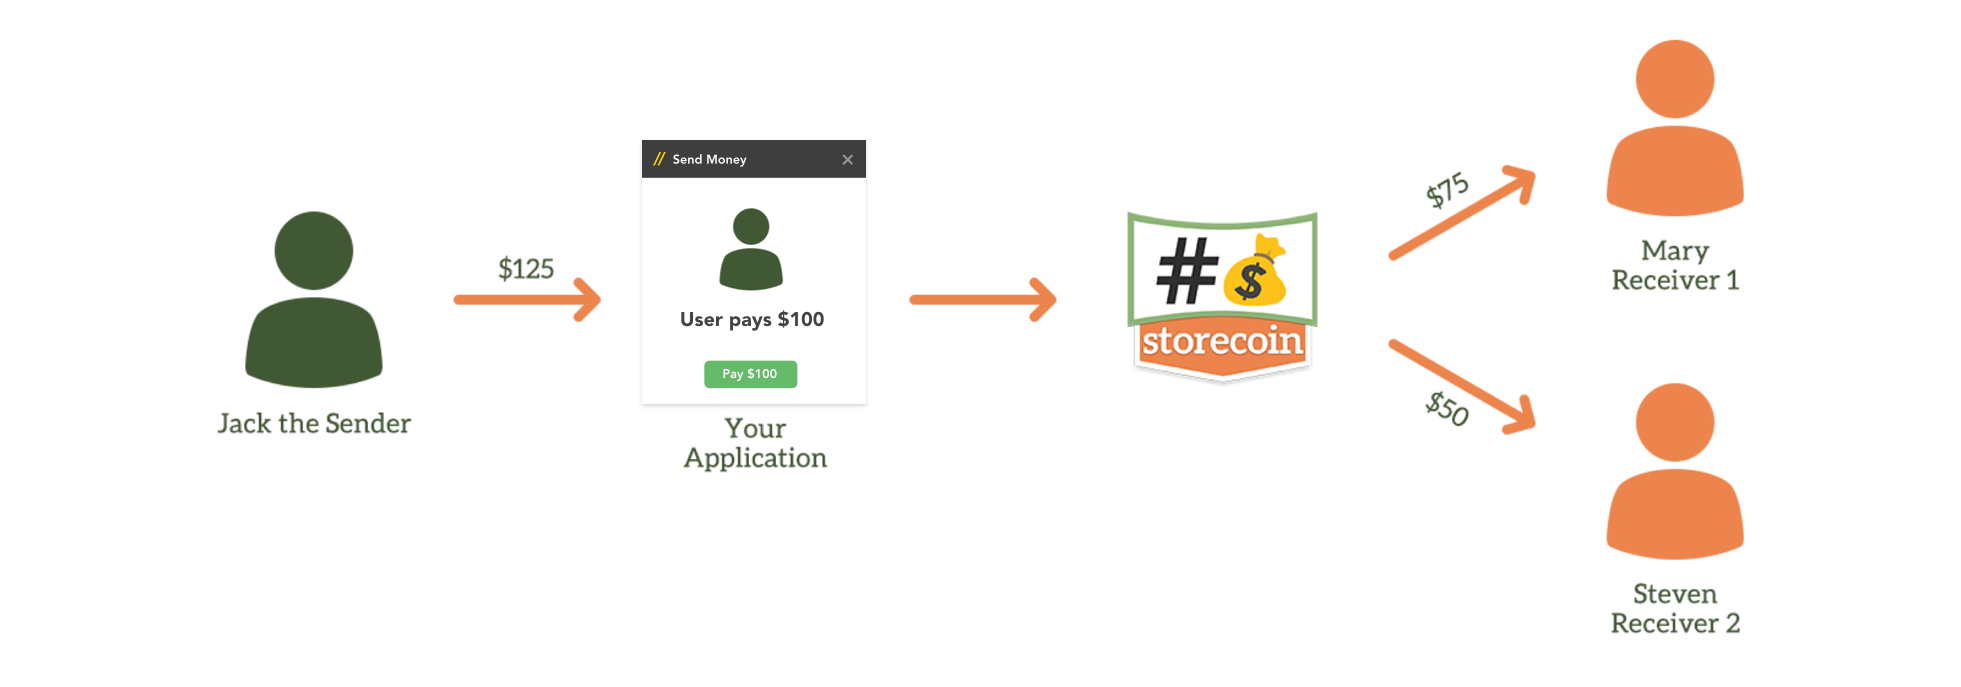 Jack the Sender
$125
// Send Money
User pays $100
Pay $100
Your
Application
#$
storecoin
$75
Mary
Receiver 1
$50
Steven
Receiver 2